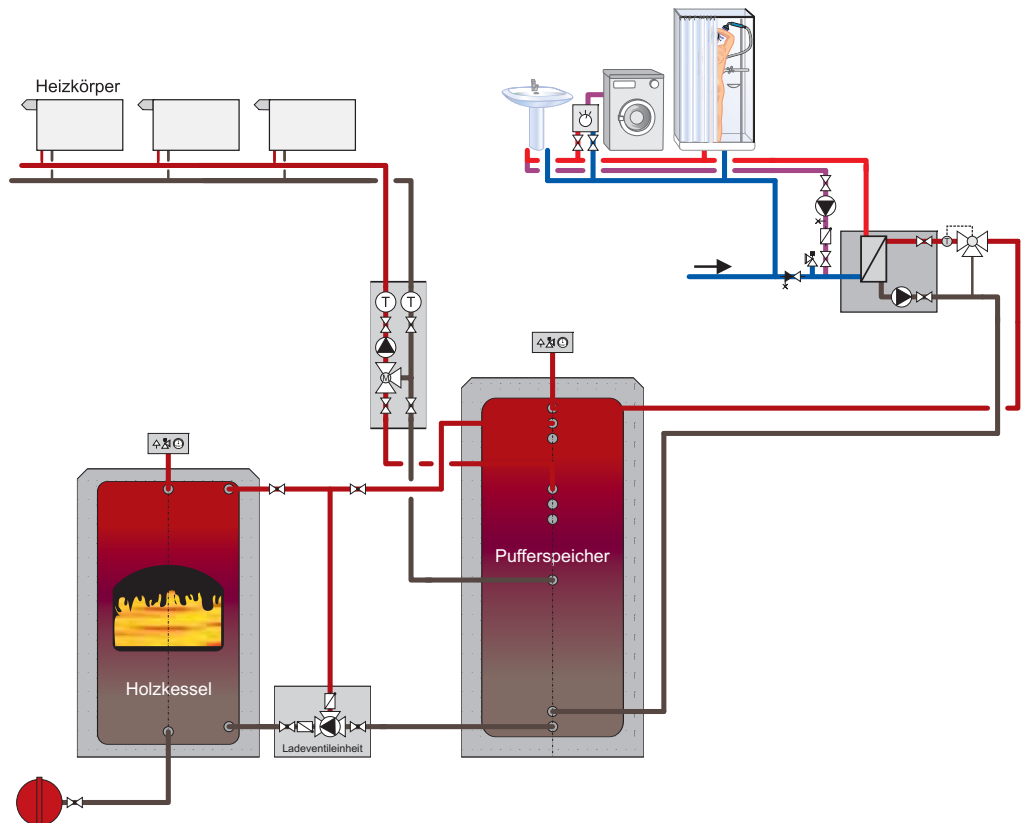 Heizkörper
T
T T
M
Pufferspeicher
Holzkessel
Ladeventileinheit